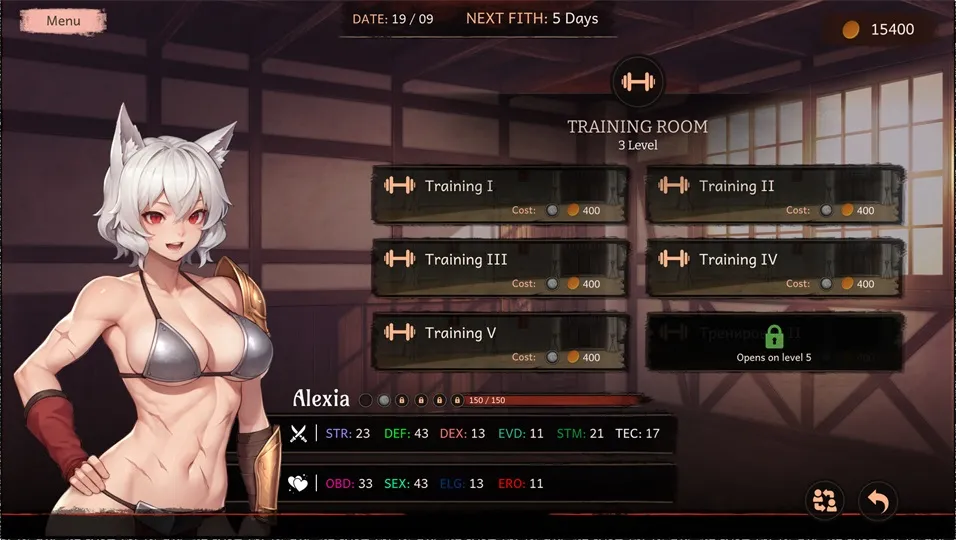 Menu
DATE: 19 / 09 NEXT FITH: 5 Days
15400
TRAINING ROOM
3 Level
Training I
Cost: 400
Training II
Cost: 400
Training III
Cost: 400
Training IV
Cost: 400
Training V
Cost: 400
Opens on level 5
Alexia
150 / 150
STR: 23 DEF: 43 DEX: 13 EVD: 11 STM: 21 TEC: 17
OBD: 33 SEX: 43 ELG: 13 ERO: 11